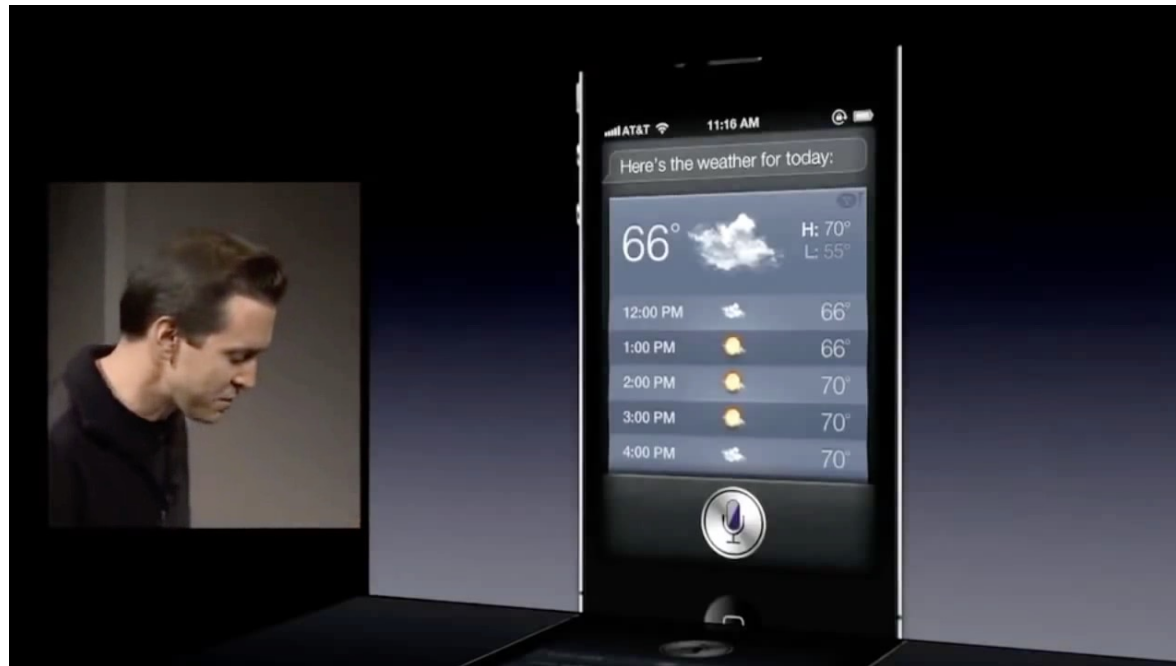 AT&T 11:16 AM
Here's the weather for today:
66° H: 70°
L: 55°
12:00 PM 66°
1:00 PM 66°
2:00 PM 70°
3:00 PM 70°
4:00 PM 70°